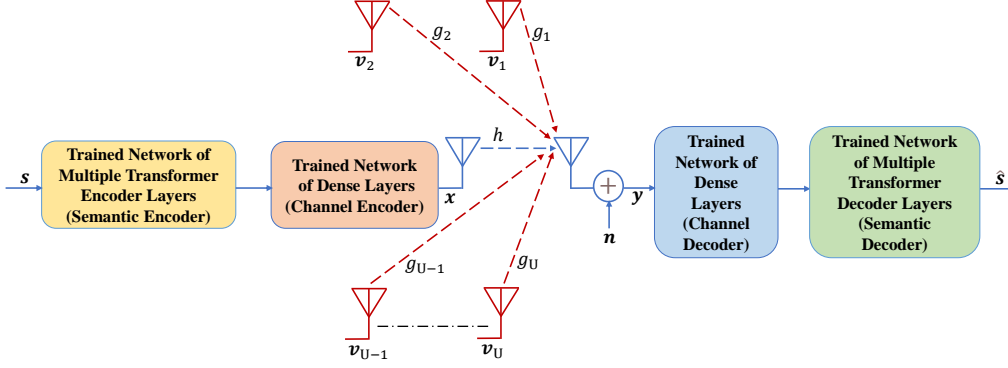 g₂
g₁
𝒗₂
𝒗₁
h
s
Trained Network of
Multiple Transformer
Encoder Layers
(Semantic Encoder)
Trained Network
of Dense Layers
(Channel Encoder)
x
+
n
y
Trained
Network of
Dense
Layers
(Channel
Decoder)
Trained Network
of Multiple
Transformer
Decoder Layers
(Semantic
Decoder)
ŝ
g_{U−1}
g_U
𝒗_{U−1}
𝒗_U